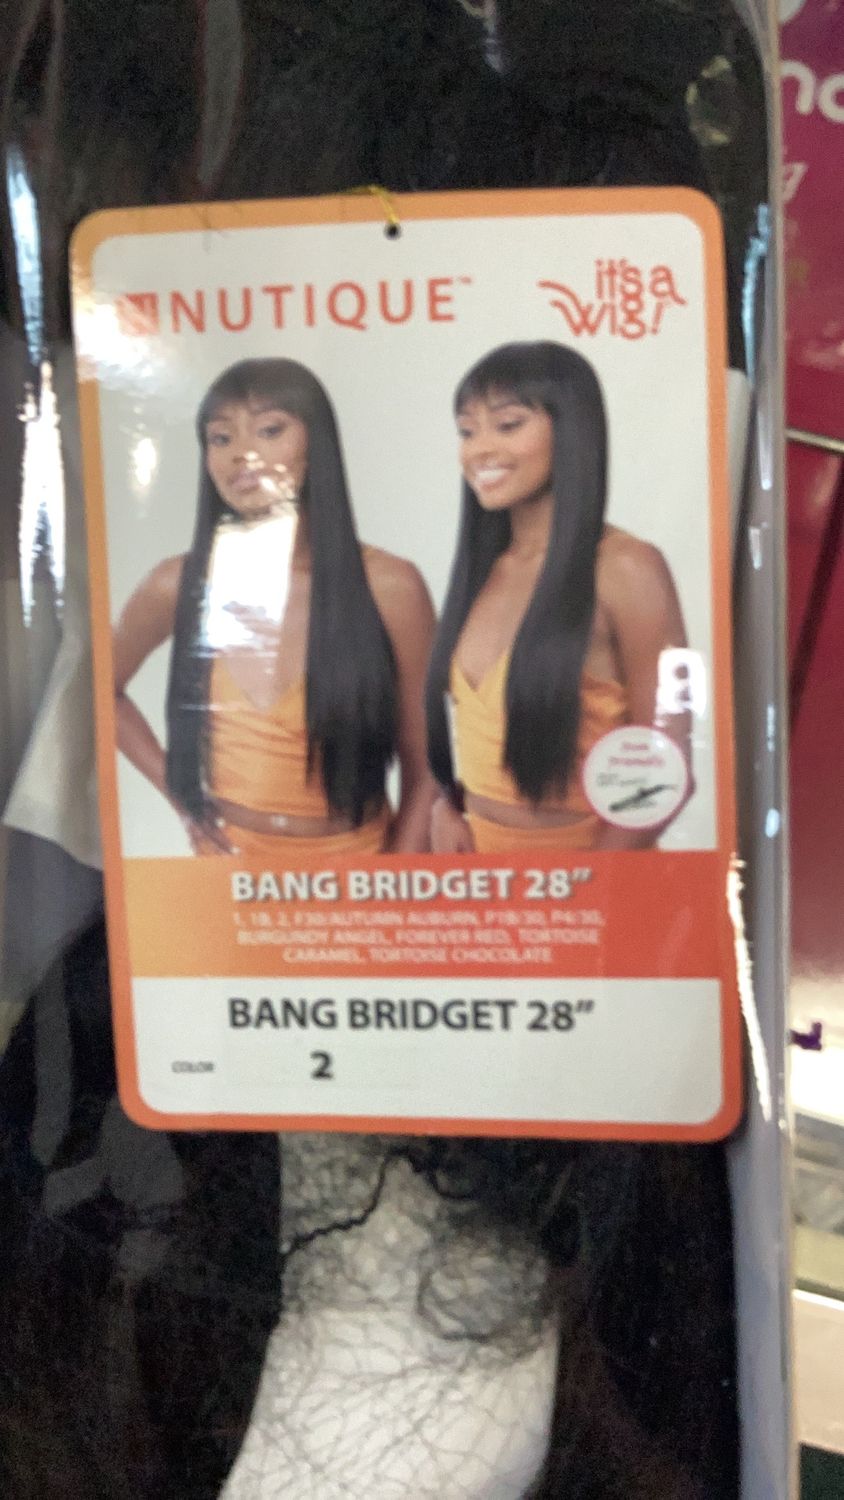 NUTIQUE™
it's a
wig!
BANG BRIDGET 28”
1, 1B, 2, F30/AUTUMN AUBURN, P1B/30, P4/30,
BURGUNDY ANGEL, FOREVER RED, TORTOISE
CARAMEL, TORTOISE CHOCOLATE
BANG BRIDGET 28”
COLOR 2